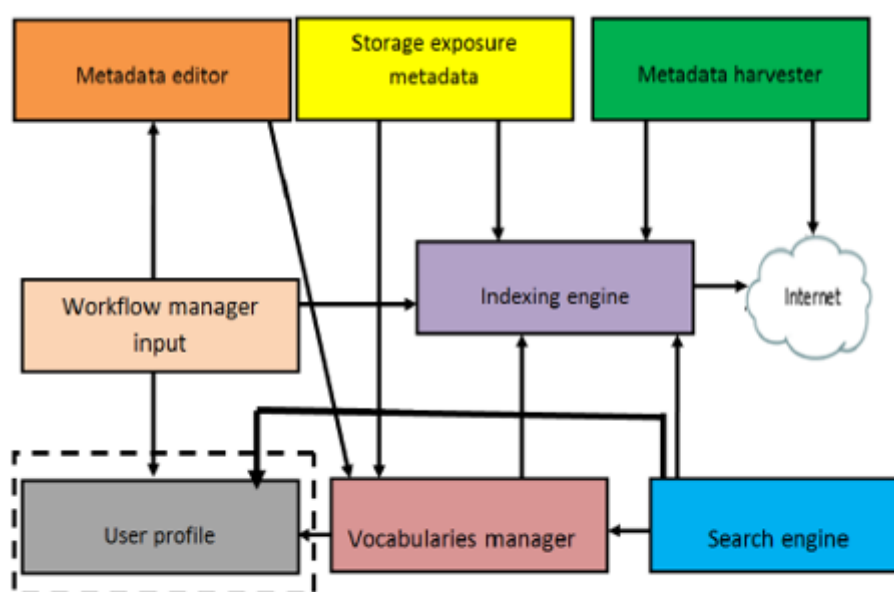 Metadata editor
Storage exposure
metadata
Metadata harvester
Workflow manager
input
Indexing engine
Internet
User profile
Vocabularies manager
Search engine